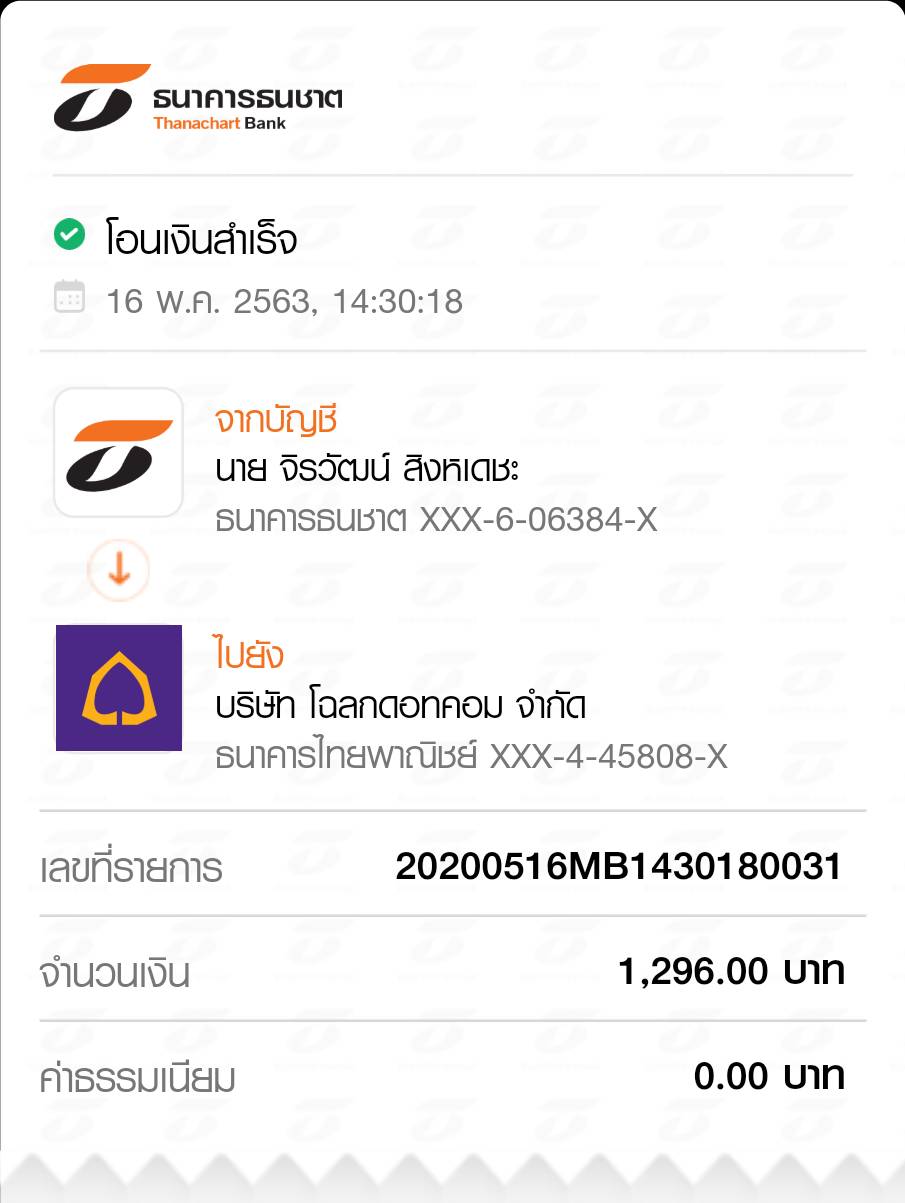 ธนาคารธนชาต
Thanachart Bank
โอนเงินสำเร็จ
16 พ.ค. 2563, 14:30:18
จากบัญชี
นาย จิรวัฒน์ สิงหเดชะ
ธนาคารธนชาต XXX-6-06384-X
ไปยัง
บริษัท โฉลกดอทคอม จำกัด
ธนาคารไทยพาณิชย์ XXX-4-45808-X
เลขที่รายการ 20200516MB1430180031
จำนวนเงิน 1,296.00 บาท
ค่าธรรมเนียม 0.00 บาท